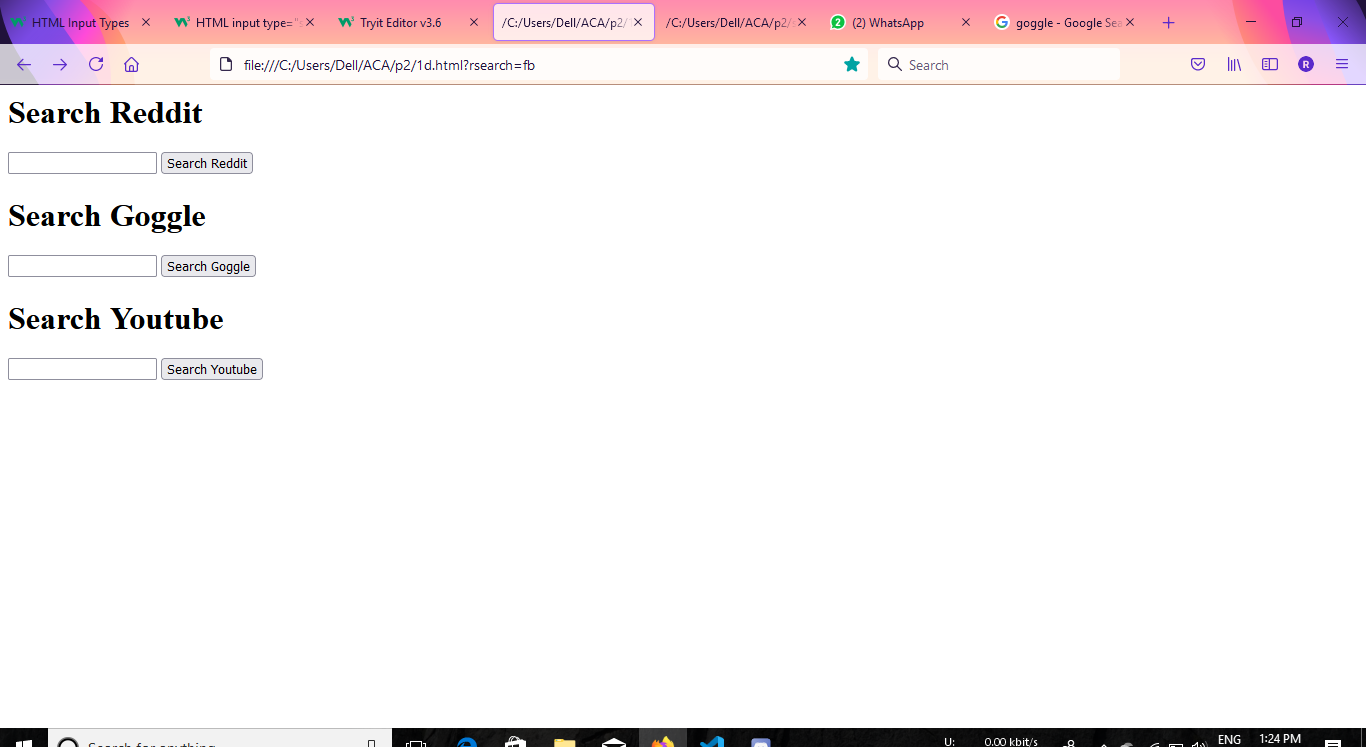 HTML Input Types
HTML input type="s
Tryit Editor v3.6
/C:/Users/Dell/ACA/p2/1
/C:/Users/Dell/ACA/p2/s
2 (2) WhatsApp
goggle - Google Sea
file:///C:/Users/Dell/ACA/p2/1d.html?rsearch=fb
Search
R
Search Reddit
Search Reddit
Search Goggle
Search Goggle
Search Youtube
Search Youtube
Search for anything
U: 0.00 kbit/s
ENG
1:24 PM